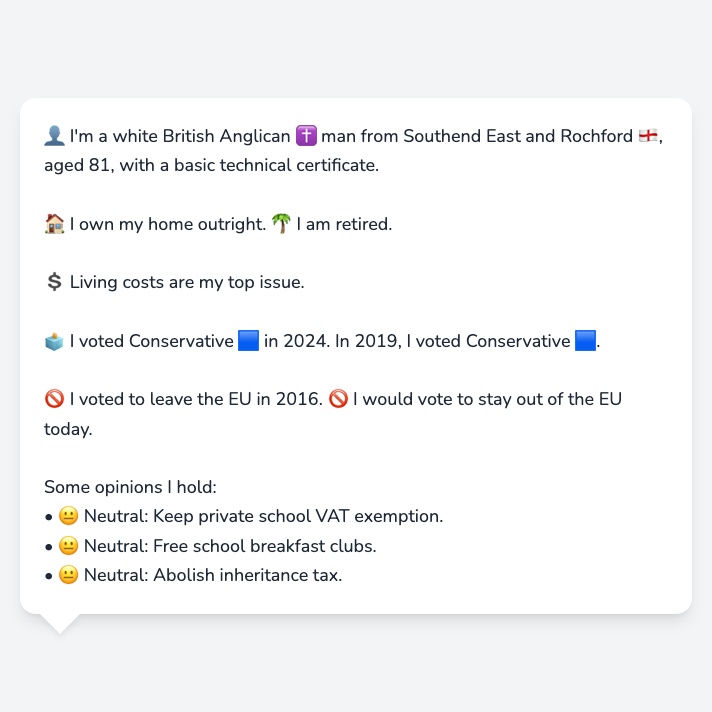 👤 I'm a white British Anglican ✝️ man from Southend East and Rochford 🏴󠁧󠁢󠁥󠁮󠁧󠁿,
aged 81, with a basic technical certificate.
🏠 I own my home outright. 🌴 I am retired.
💲 Living costs are my top issue.
🗳️ I voted Conservative 🟦 in 2024. In 2019, I voted Conservative 🟦.
🚫 I voted to leave the EU in 2016. 🚫 I would vote to stay out of the EU
today.
Some opinions I hold:
• 😐 Neutral: Keep private school VAT exemption.
• 😐 Neutral: Free school breakfast clubs.
• 😐 Neutral: Abolish inheritance tax.